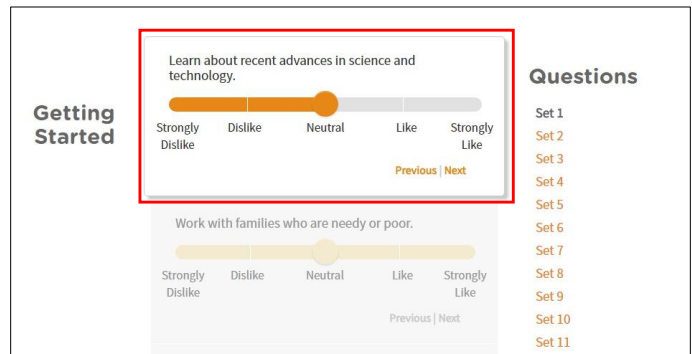 Getting
Started
Learn about recent advances in science and
technology.
Strongly Dislike Dislike Neutral Like Strongly Like
Previous | Next
Work with families who are needy or poor.
Strongly Dislike Dislike Neutral Like Strongly Like
Previous | Next
Questions
Set 1
Set 2
Set 3
Set 4
Set 5
Set 6
Set 7
Set 8
Set 9
Set 10
Set 11